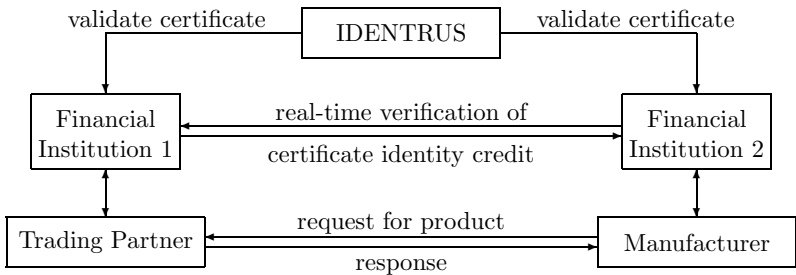 validate certificate
IDENTRUS
validate certificate
Financial
Institution 1
real-time verification of
certificate identity credit
Financial
Institution 2
Trading Partner
request for product
response
Manufacturer